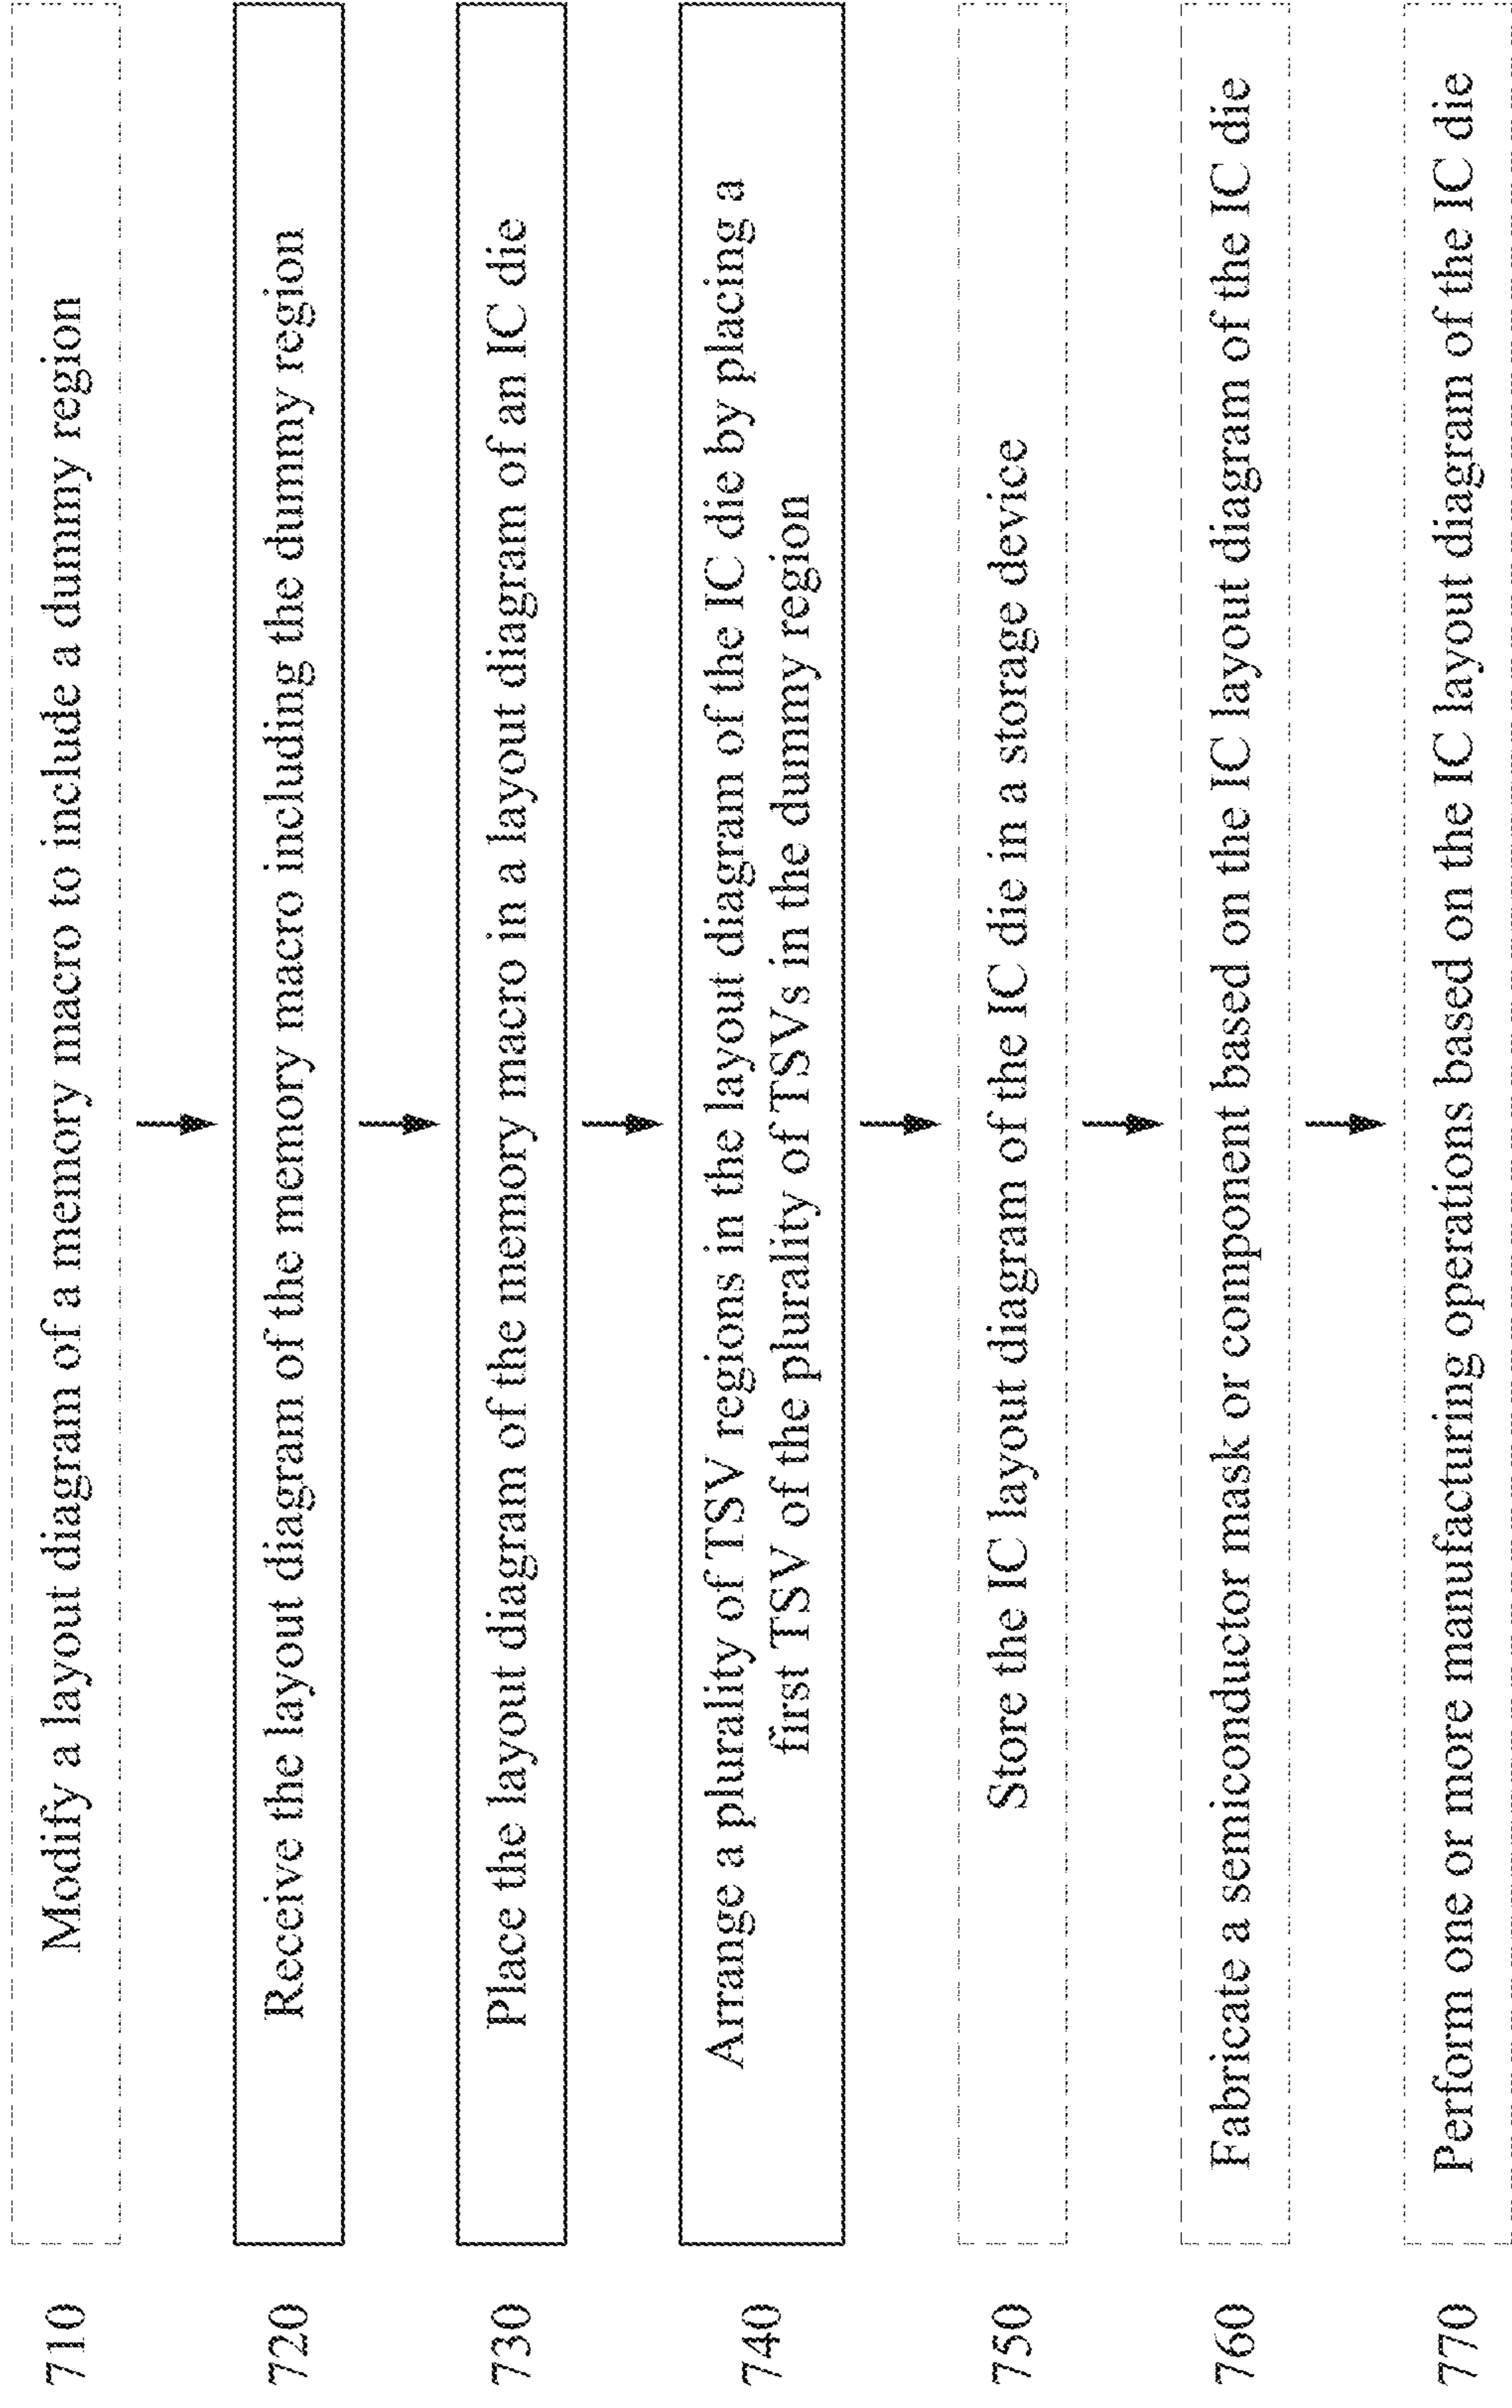 710
Modify a layout diagram of a memory macro to include a dummy region
720
Receive the layout diagram of the memory macro including the dummy region
730
Place the layout diagram of the memory macro in a layout diagram of an IC die
740
Arrange a plurality of TSV regions in the layout diagram of the IC die by placing a
first TSV of the plurality of TSVs in the dummy region
750
Store the IC layout diagram of the IC die in a storage device
760
Fabricate a semiconductor mask or component based on the IC layout diagram of the IC die
770
Perform one or more manufacturing operations based on the IC layout diagram of the IC die